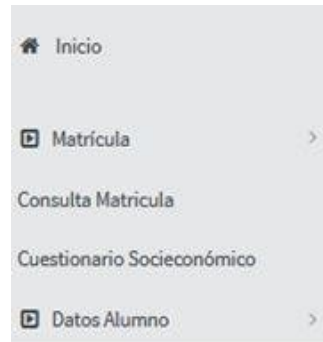 Inicio
Matrícula
Consulta Matricula
Cuestionario Socieconómico
Datos Alumno